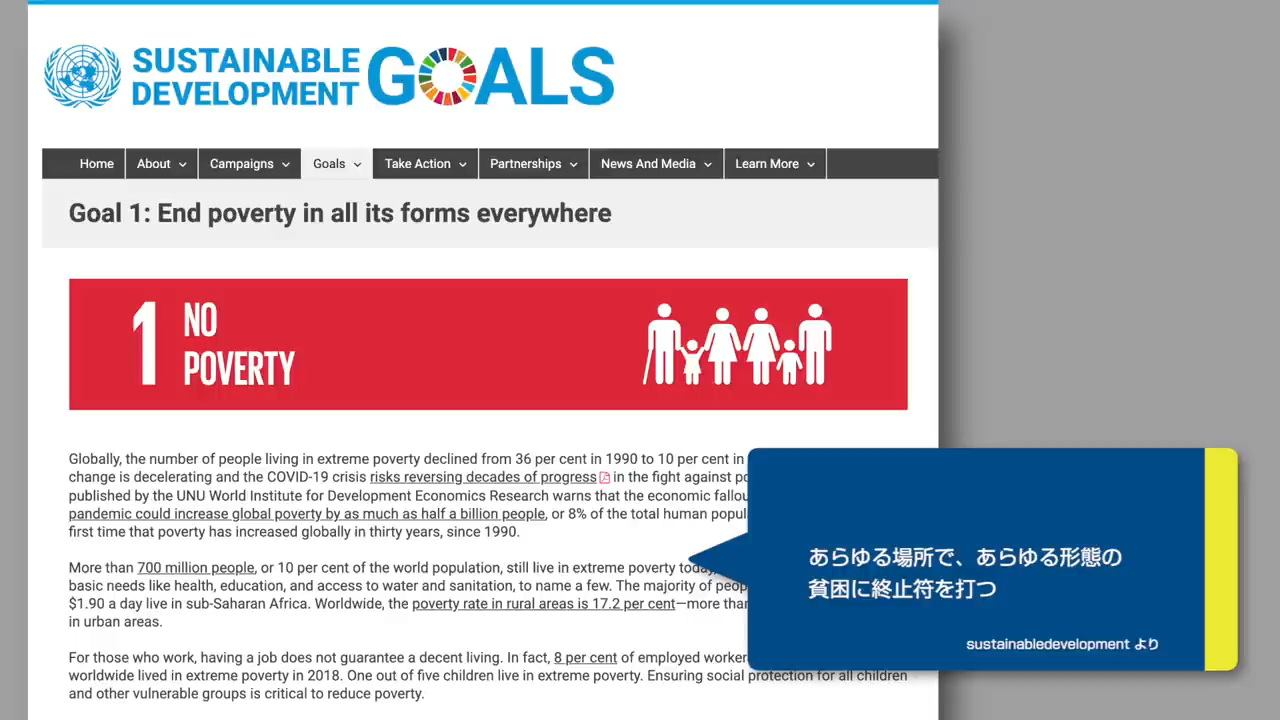 SUSTAINABLE
DEVELOPMENT
GOALS
Home About Campaigns Goals Take Action Partnerships News And Media Learn More
Goal 1: End poverty in all its forms everywhere
1 NO
POVERTY
Globally, the number of people living in extreme poverty declined from 36 per cent in 1990 to 10 per cent in
change is decelerating and the COVID-19 crisis risks reversing decades of progress in the fight against
published by the UNU World Institute for Development Economics Research warns that the economic
pandemic could increase global poverty by as much as half a billion people, or 8% of the total human
first time that poverty has increased globally in thirty years, since 1990.
More than 700 million people, or 10 per cent of the world population, still live in extreme poverty
basic needs like health, education, and access to water and sanitation, to name a few. The majority of
$1.90 a day live in sub-Saharan Africa. Worldwide, the poverty rate in rural areas is 17.2 per cent—more
in urban areas.
For those who work, having a job does not guarantee a decent living. In fact, 8 per cent of employed
worldwide lived in extreme poverty in 2018. One out of five children live in extreme poverty. Ensuring social protection for all children
and other vulnerable groups is critical to reduce poverty.
あらゆる場所で、あらゆる形態の
貧困に終止符を打つ
sustainabledevelopment より